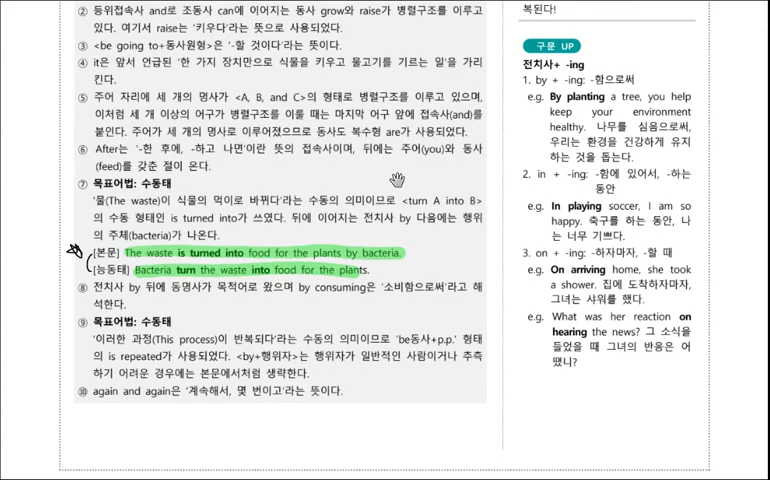 ② 등위접속사 and로 조동사 can에 이어지는 동사 grow와 raise가 병렬구조를 이루고
있다. 여기서 raise는 '키우다'라는 뜻으로 사용되었다.
③ <be going to+동사원형>은 '-할 것이다'라는 뜻이다.
④ it은 앞서 언급된 '한 가지 장치만으로 식물을 키우고 물고기를 기르는 일'을 가리
킨다.
⑤ 주어 자리에 세 개의 명사가 <A, B, and C>의 형태로 병렬구조를 이루고 있으며,
이처럼 세 개 이상의 어구가 병렬구조를 이룰 때는 마지막 어구 앞에 접속사(and)를
붙인다. 주어가 세 개의 명사로 이루어졌으므로 동사도 복수형 are가 사용되었다.
⑥ After는 '-한 후에, -하고 나면'이란 뜻의 접속사이며, 뒤에는 주어(you)와 동사
(feed)를 갖춘 절이 온다.
⑦ 목표어법: 수동태
'물(The waste)이 식물의 먹이로 바뀌다'라는 수동의 의미이므로 <turn A into B>
의 수동 형태인 is turned into가 쓰였다. 뒤에 이어지는 전치사 by 다음에는 행위
의 주체(bacteria)가 나온다.
[본문] The waste is turned into food for the plants by bacteria.
[능동태] Bacteria turn the waste into food for the plants.
⑧ 전치사 by 뒤에 동명사가 목적어로 왔으며 by consuming은 '소비함으로써'라고 해
석한다.
⑨ 목표어법: 수동태
'이러한 과정(This process)이 반복되다'라는 수동의 의미이므로 'be동사+p.p.' 형태
의 is repeated가 사용되었다. <by+행위자>는 행위자가 일반적인 사람이거나 추측
하기 어려운 경우에는 본문에서처럼 생략한다.
⑩ again and again은 '계속해서, 몇 번이고'라는 뜻이다.
복된다!
구문 UP
전치사+ -ing
1. by + -ing: -함으로써
e.g. By planting a tree, you help
keep your environment
healthy. 나무를 심음으로써,
우리는 환경을 건강하게 유지
하는 것을 돕는다.
2. in + -ing: -함에 있어서, -하는
동안
e.g. In playing soccer, I am so
happy. 축구를 하는 동안, 나
는 너무 기쁘다.
3. on + -ing: -하자마자, -할 때
e.g. On arriving home, she took
a shower. 집에 도착하자마자,
그녀는 샤워를 했다.
e.g. What was her reaction on
hearing the news? 그 소식을
들었을 때 그녀의 반응은 어
땠니?